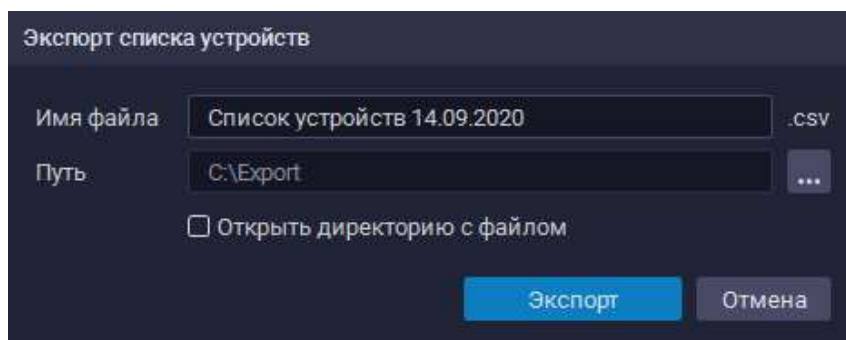 Экспорт списка устройств
Имя файла Список устройств 14.09.2020 .csv
Путь C:\Export ...
Открыть директорию с файлом
Экспорт Отмена